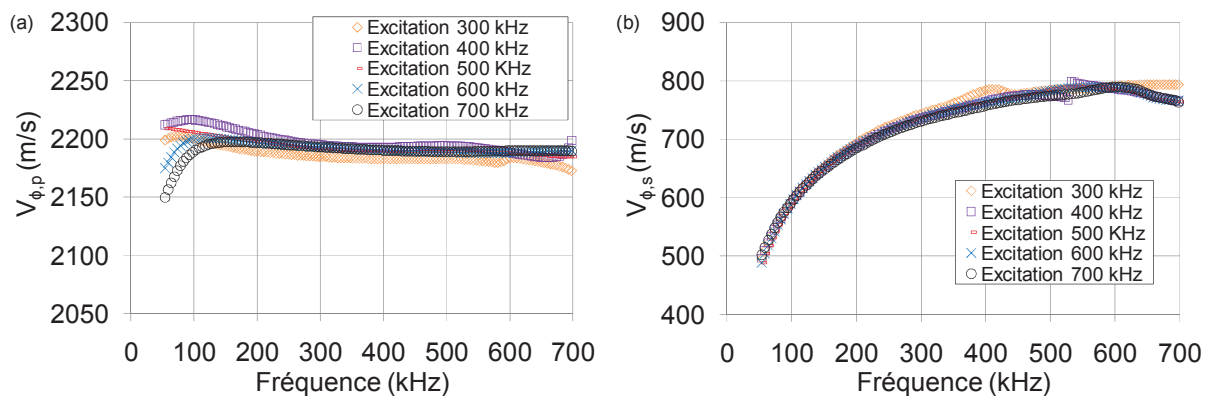 (a)
2300
2250
2200
2150
2100
2050
V ϕ,p (m/s)
Excitation 300 kHz
Excitation 400 kHz
Excitation 500 KHz
Excitation 600 kHz
Excitation 700 kHz
0 100 200 300 400 500 600 700
Fréquence (kHz)
(b)
900
800
700
600
500
400
V ϕ,s (m/s)
Excitation 300 kHz
Excitation 400 kHz
Excitation 500 KHz
Excitation 600 kHz
Excitation 700 kHz
0 100 200 300 400 500 600 700
Fréquence (kHz)